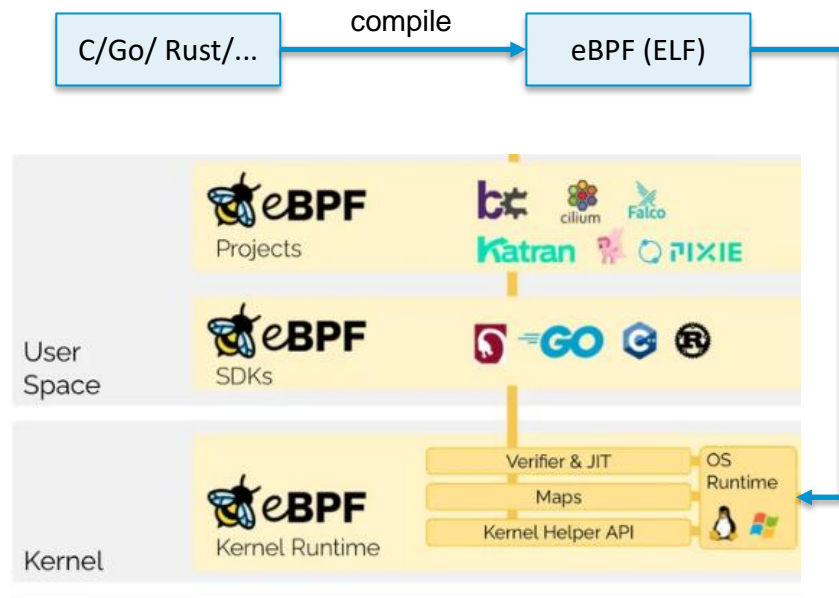 compile
C/Go/ Rust/...
eBPF (ELF)
eBPF
Projects
bc
cilium
Falco
Katran
PIXIE
User
Space
eBPF
SDKs
GO
C++
R
Kernel
eBPF
Kernel Runtime
Verifier & JIT
Maps
Kernel Helper API
OS
Runtime